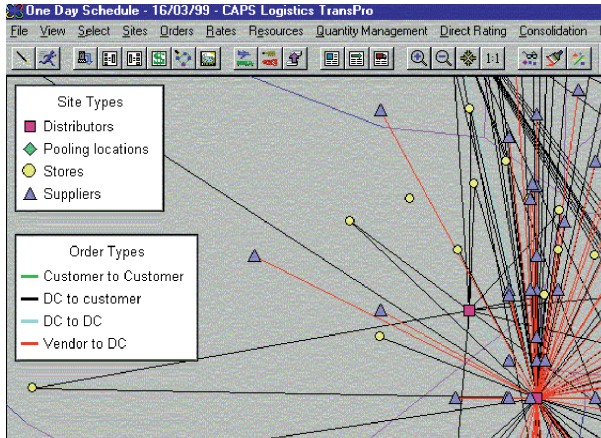 One Day Schedule - 16/03/99 - CAPS Logistics TransPro
File View Select Sites Orders Rates Resources Quantity Management Direct Rating Consolidation
1:1
Site Types
Distributors
Pooling locations
Stores
Suppliers
Order Types
Customer to Customer
DC to customer
DC to DC
Vendor to DC